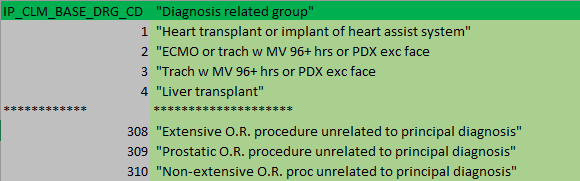 IP_CLM_BASE_DRG_CD "Diagnosis related group"
1 "Heart transplant or implant of heart assist system"
2 "ECMO or trach w MV 96+ hrs or PDX exc face
3 "Trach w MV 96+ hrs or PDX exc face
4 "Liver transplant"
************ ********************
308 "Extensive O.R. procedure unrelated to principal diagnosis"
309 "Prostatic O.R. procedure unrelated to principal diagnosis"
310 "Non-extensive O.R. proc unrelated to principal diagnosis"